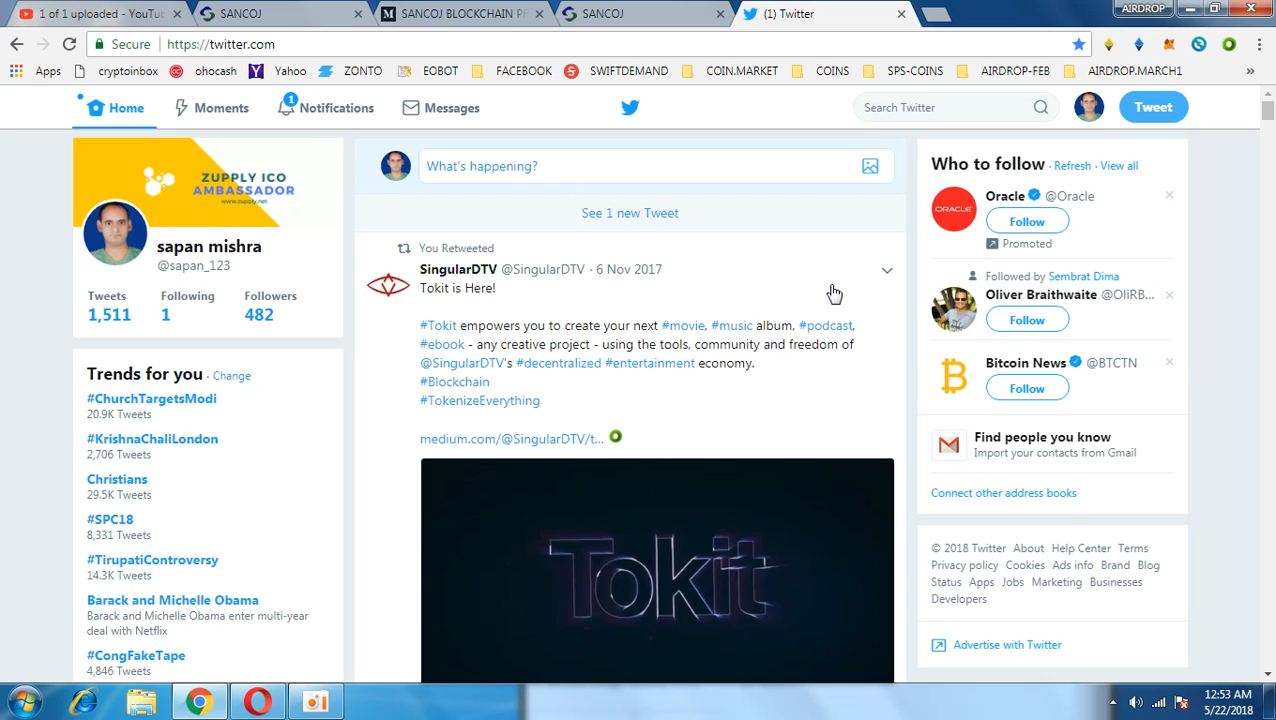 1 of 1 uploaded - YouTu
SANCOJ
SANCOJ BLOCKCHAIN PR
SANCOJ
(1) Twitter
AIRDROP
Secure
https://twitter.com
Apps
cryptoinbox
ohocash
Yahoo
ZONTO
EOBOT
FACEBOOK
SWIFTDEMAND
COIN.MARKET
COINS
SPS-COINS
AIRDROP-FEB
AIRDROP.MARCH1
Home
Moments
1
Notifications
Messages
Search Twitter
Tweet
ZUPPLY ICO
AMBASSADOR
www.zupply.net
sapan mishra
@sapan_123
Tweets
Following
Followers
1,511
1
482
Trends for you · Change
#ChurchTargetsModi
20.9K Tweets
#KrishnaChaliLondon
2,706 Tweets
Christians
29.5K Tweets
#SPC18
8,331 Tweets
#TirupatiControversy
14.3K Tweets
Barack and Michelle Obama
Barack and Michelle Obama enter multi-year
deal with Netflix
#CongFakeTape
4,846 Tweets
What's happening?
See 1 new Tweet
You Retweeted
SingularDTV @SingularDTV · 6 Nov 2017
Tokit is Here!
#Tokit empowers you to create your next #movie, #music album, #podcast,
#ebook - any creative project - using the tools, community and freedom of
@SingularDTV's #decentralized #entertainment economy.
#Blockchain
#TokenizeEverything
medium.com/@SingularDTV/t...
Tokit
Who to follow · Refresh · View all
ORACLE
Oracle @Oracle
Follow
Promoted
Followed by Sembrat Dima
Oliver Braithwaite @OliRB...
Follow
Bitcoin News @BTCTN
Follow
Find people you know
Import your contacts from Gmail
Connect other address books
© 2018 Twitter About Help Center Terms
Privacy policy Cookies Ads info Brand Blog
Status Apps Jobs Marketing Businesses
Developers
Advertise with Twitter
12:53 AM
5/22/2018